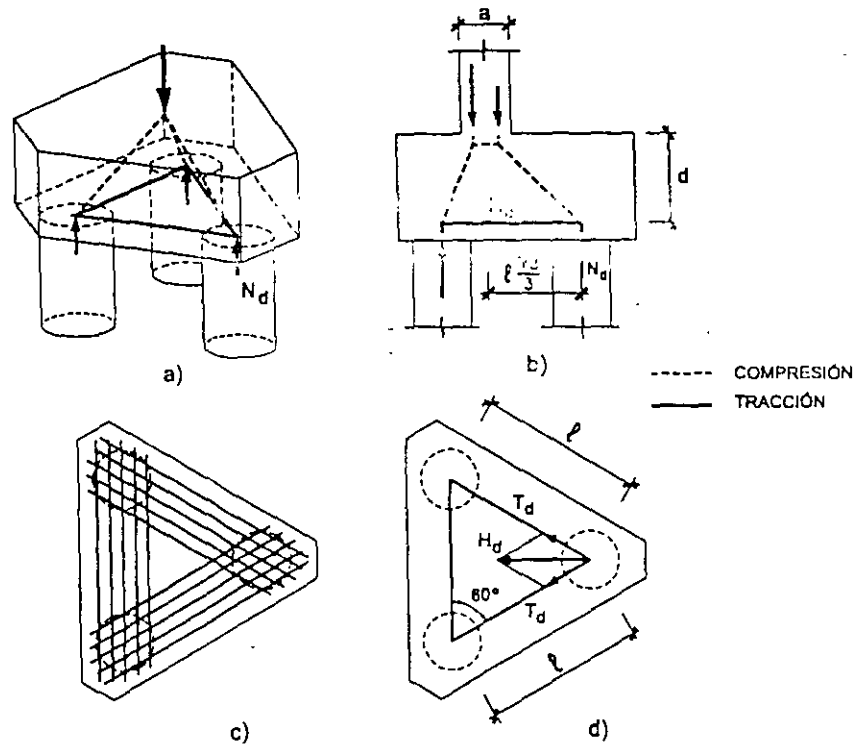 a
d
N_d
a)
N_d
b)
COMPRESIÓN
TRACCIÓN
ℓ
T_d
H_d
60°
T_d
ℓ
c)
d)